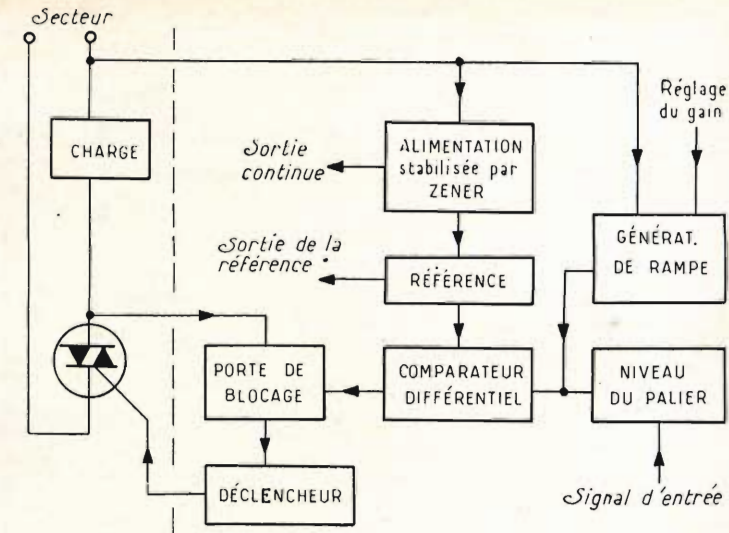 Secteur
CHARGE
Sortie
continue
ALIMENTATION
stabilisée par
ZENER
Réglage
du gain
Sortie de la
référence
RÉFÉRENCE
GÉNÉRAT.
DE RAMPE
PORTE DE
BLOCAGE
COMPARATEUR
DIFFÉRENTIEL
NIVEAU
DU PALIER
DÉCLENCHEUR
Signal d'entrée